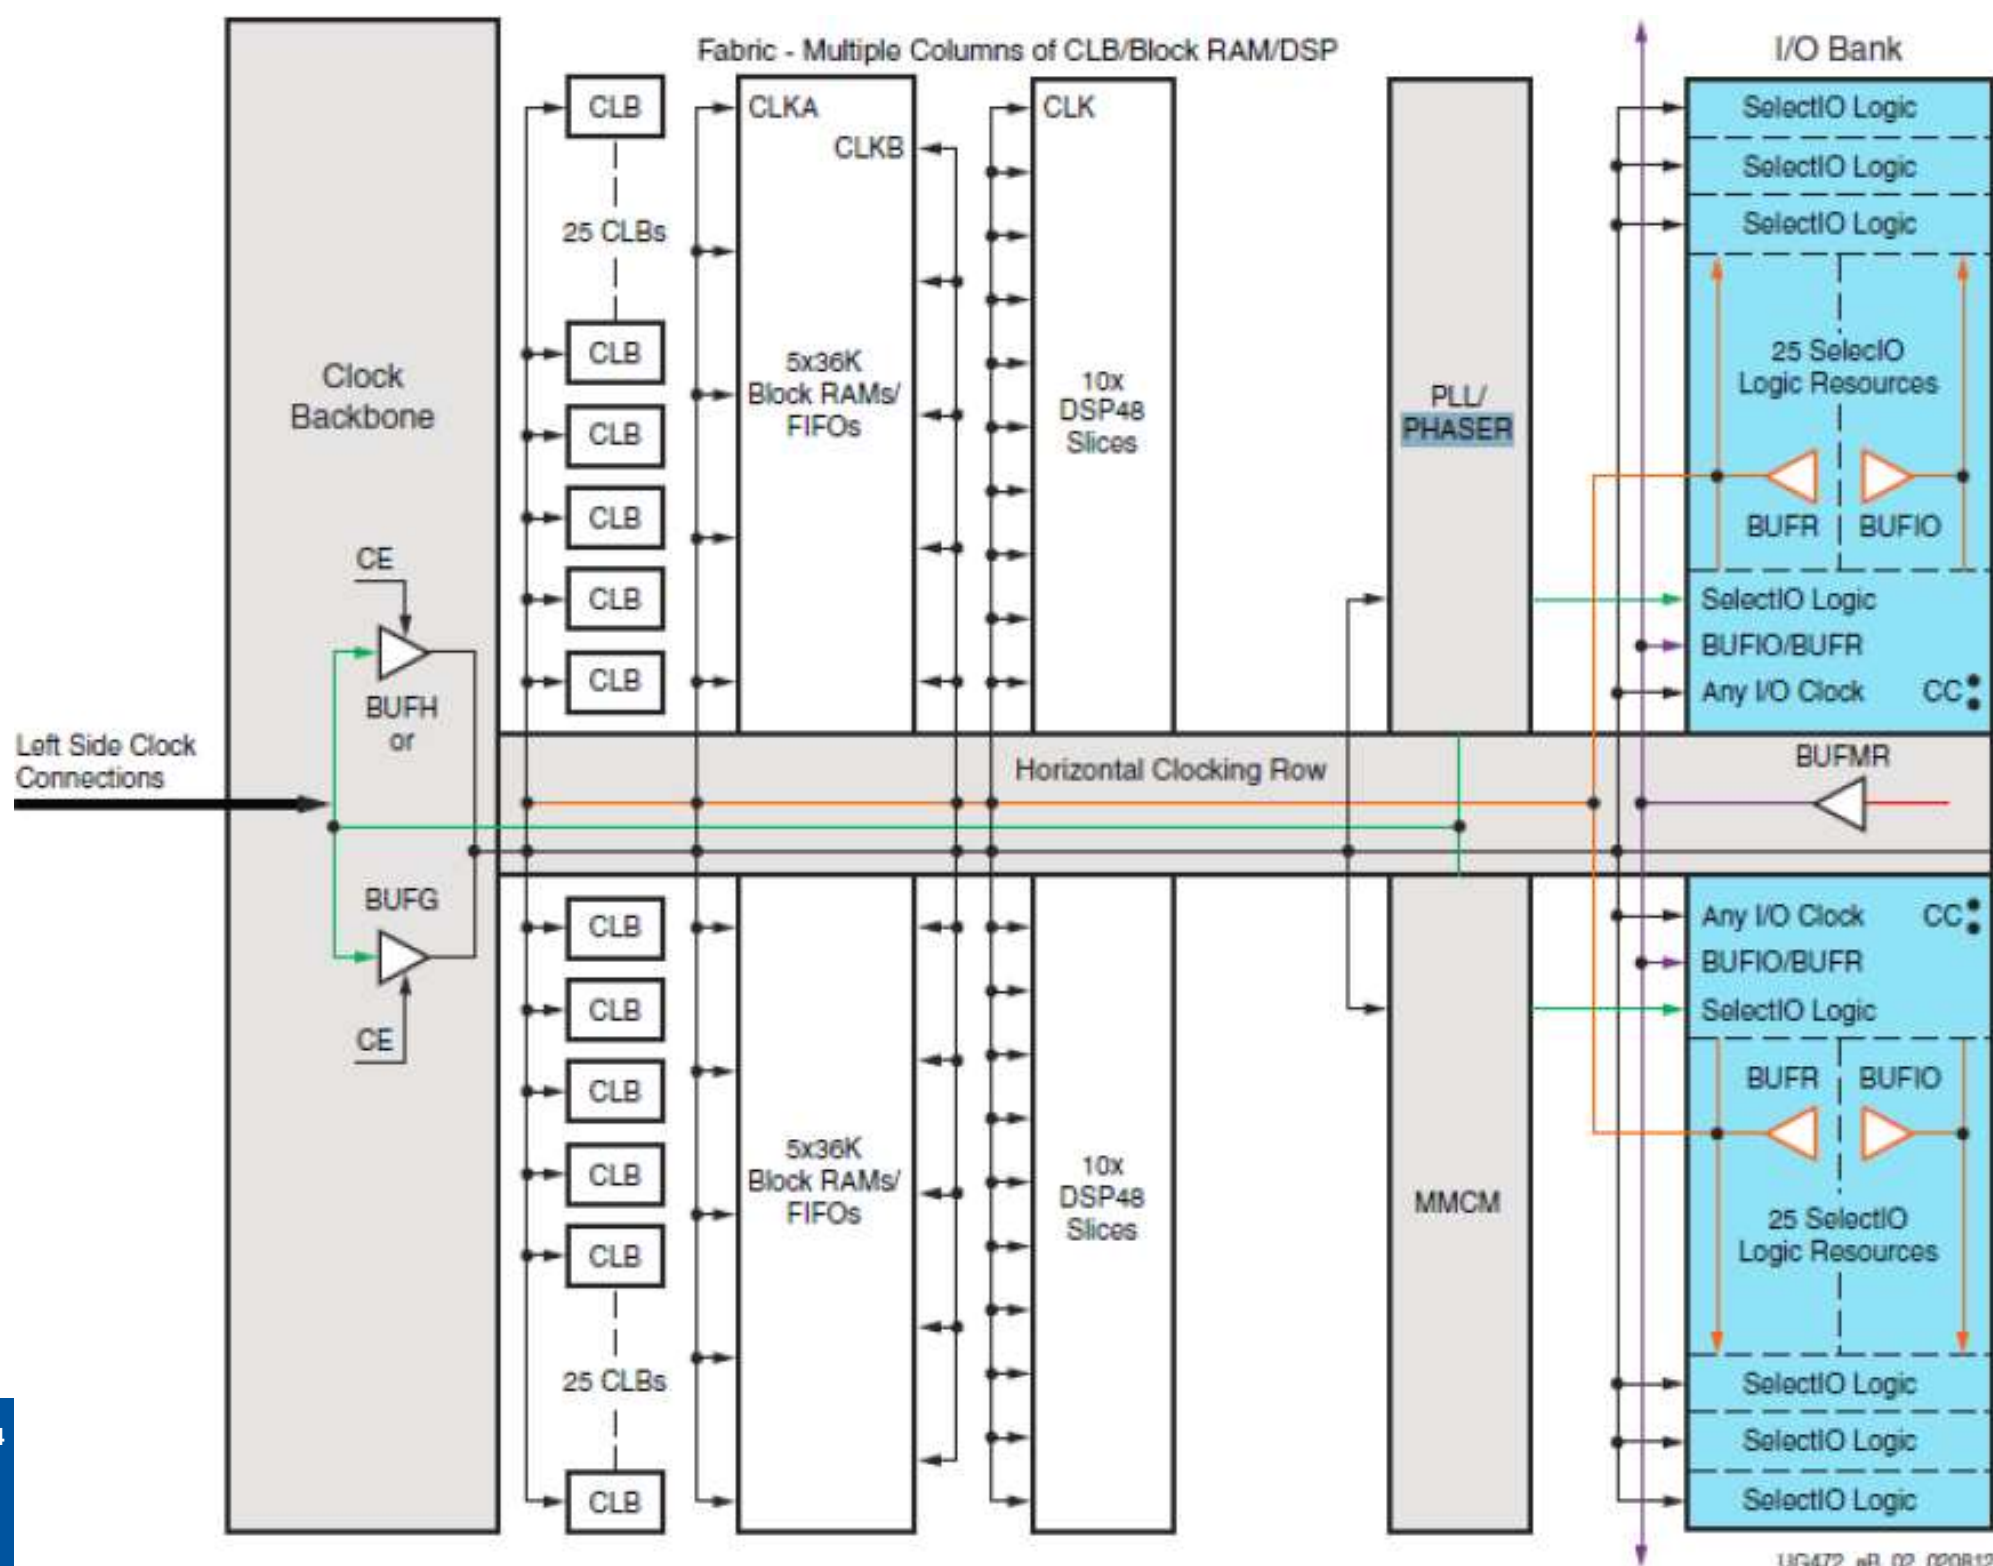 Fabric - Multiple Columns of CLB/Block RAM/DSP
I/O Bank
Clock
Backbone
CE
BUFH
or
BUFG
CE
Left Side Clock
Connections
CLB
25 CLBs
CLB
CLB
CLB
CLB
CLB
CLKA
CLKB
5x36K
Block RAMs/
FIFOs
CLK
10x
DSP48
Slices
PLL/
PHASER
SelectIO Logic
SelectIO Logic
SelectIO Logic
25 SelecIO
Logic Resources
BUFR
BUFIO
SelectIO Logic
BUFIO/BUFR
Any I/O Clock
CC
Horizontal Clocking Row
BUFMR
CLB
CLB
CLB
CLB
CLB
25 CLBs
CLB
5x36K
Block RAMs/
FIFOs
10x
DSP48
Slices
MMCM
Any I/O Clock
CC
BUFIO/BUFR
SelectIO Logic
BUFR
BUFIO
25 SelectIO
Logic Resources
SelectIO Logic
SelectIO Logic
SelectIO Logic
4
UG472_aB_02_020812